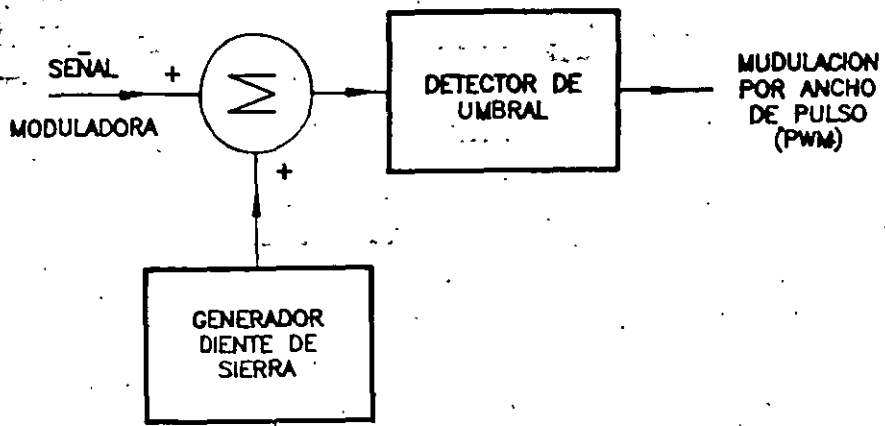 SEÑAL
MODULADORA
+
Σ
+
DETECTOR DE
UMBRAL
MUDULACION
POR ANCHO
DE PULSO
(PWM)
GENERADOR
DIENTE DE
SIERRA